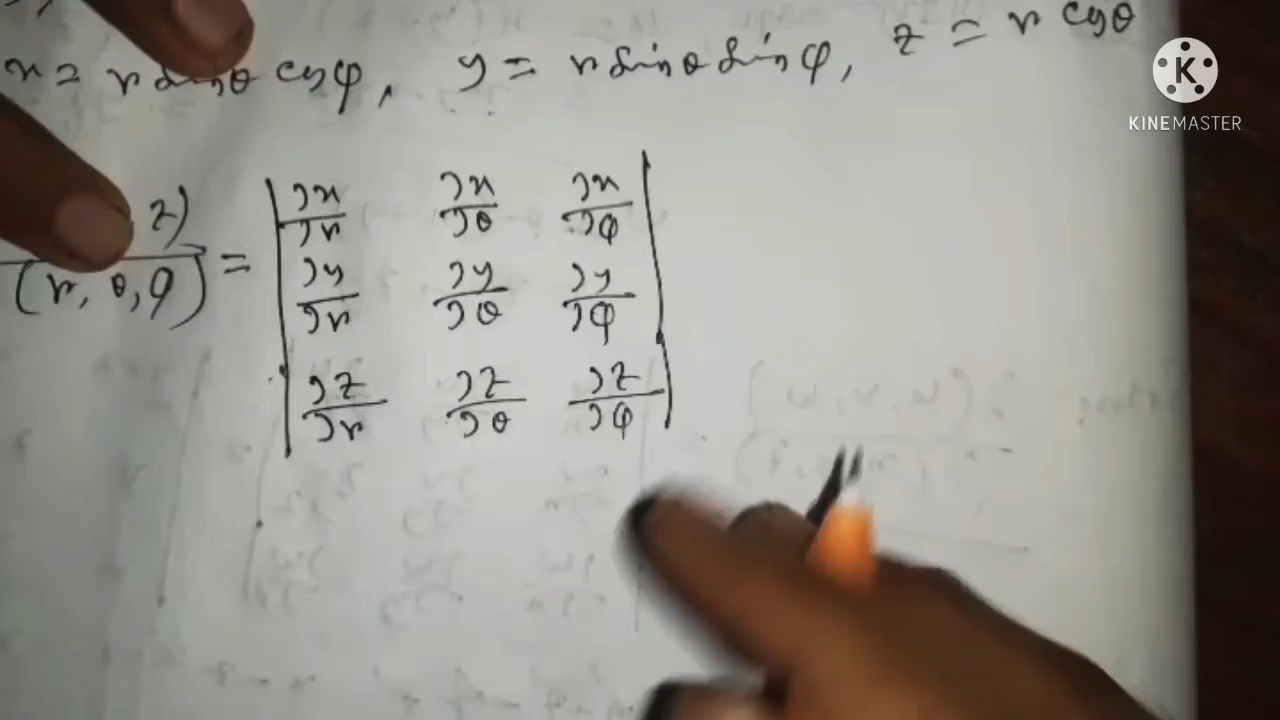 x = r sinθ cosφ, y = r sinθ sinφ, z = r cosθ
KINEMASTER
z)
∂x/∂r ∂x/∂θ ∂x/∂φ
(r, θ, φ) =
∂y/∂r ∂y/∂θ ∂y/∂φ
∂z/∂r ∂z/∂θ ∂z/∂φ